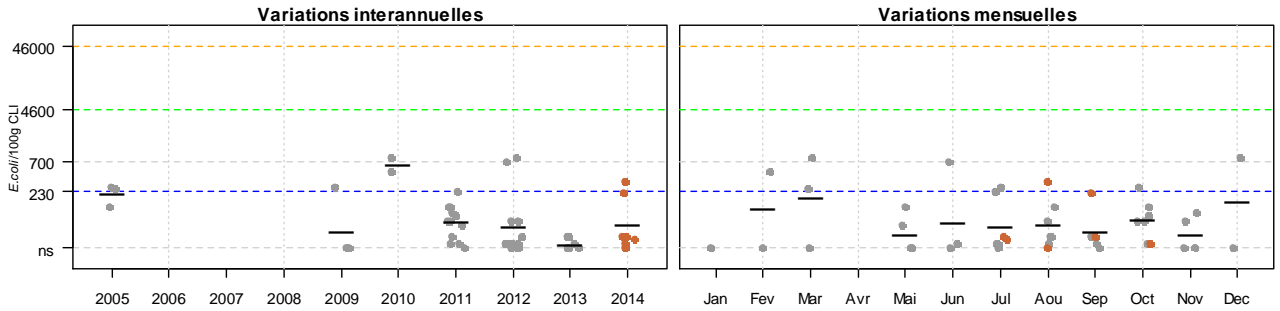 Variations interannuelles
Variations mensuelles
E.coli/100g CLI
46000
4600
700
230
ns
2005 2006 2007 2008 2009 2010 2011 2012 2013 2014
Jan Fev Mar Avr Mai Jun Jul Aou Sep Oct Nov Dec